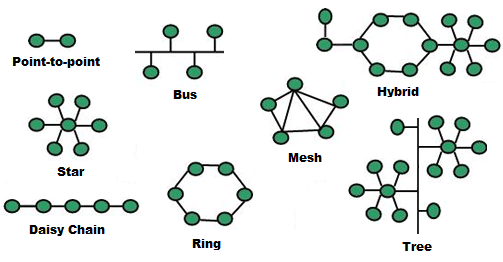 Point-to-point
Bus
Hybrid
Star
Mesh
Daisy Chain
Ring
Tree